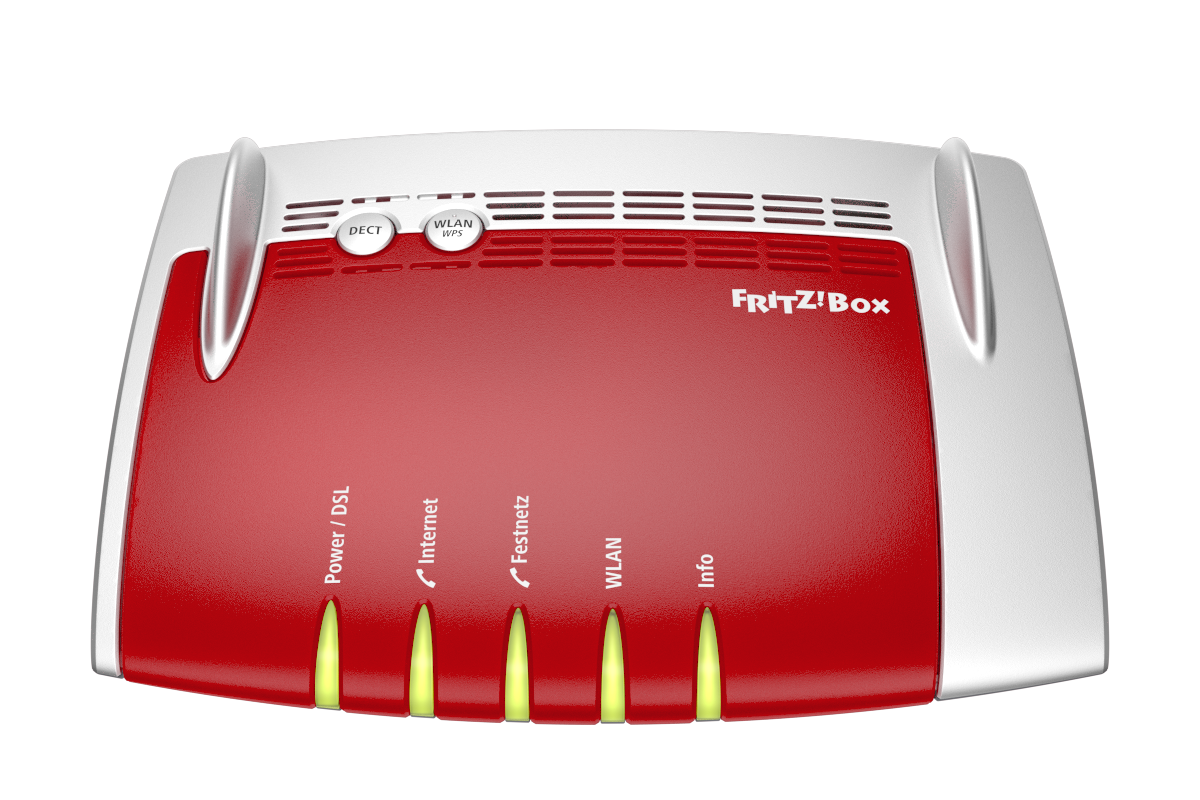 DECT
WLAN
WPS
FRITZ!Box
Power / DSL
Internet
Festnetz
WLAN
Info